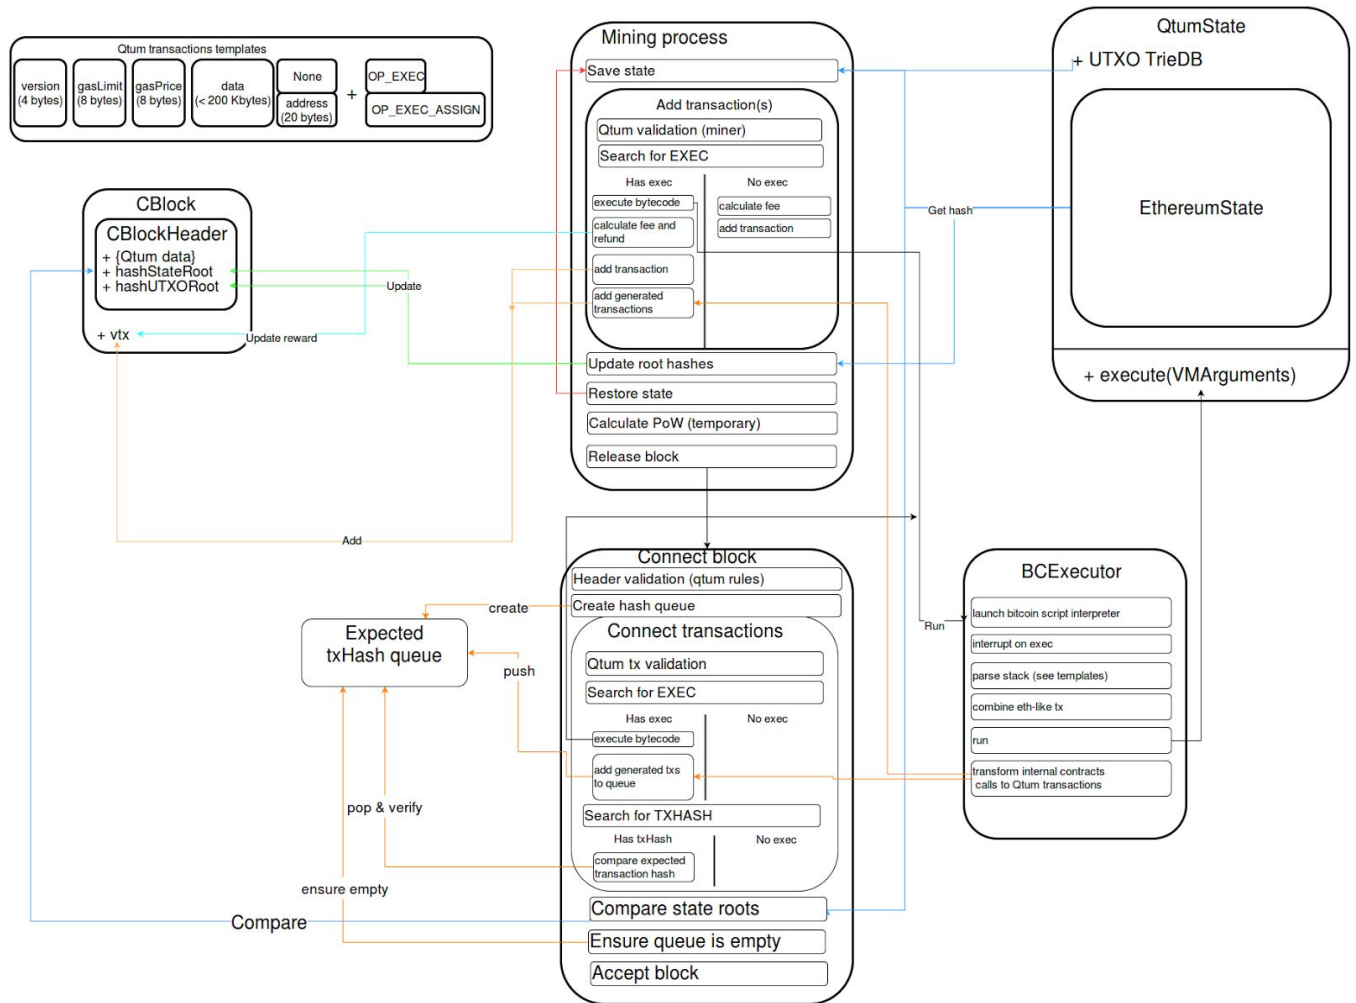 Qtum transactions templates
version
(4 bytes)
gasLimit
(8 bytes)
gasPrice
(8 bytes)
data
(< 200 Kbytes)
None
address
(20 bytes)
+
OP_EXEC
OP_EXEC_ASSIGN
CBlock
CBlockHeader
+ {Qtum data}
+ hashStateRoot
+ hashUTXORoot
+ vtx
Update
Update reward
Add
Mining process
Save state
Add transaction(s)
Qtum validation (miner)
Search for EXEC
Has exec
No exec
execute bytecode
calculate fee and
refund
add transaction
add generated
transactions
calculate fee
add transaction
Update root hashes
Restore state
Calculate PoW (temporary)
Release block
QtumState
+ UTXO TrieDB
EthereumState
+ execute(VMArguments)
Get hash
Connect block
Header validation (qtum rules)
Create hash queue
Connect transactions
Qtum tx validation
Search for EXEC
Has exec
No exec
execute bytecode
add generated txs
to queue
Search for TXHASH
Has txHash
No exec
compare expected
transaction hash
Compare state roots
Ensure queue is empty
Accept block
Expected
txHash queue
create
push
pop & verify
ensure empty
Compare
Run
BCExecutor
launch bitcoin script interpreter
interrupt on exec
parse stack (see templates)
combine eth-like tx
run
transform internal contracts
calls to Qtum transactions